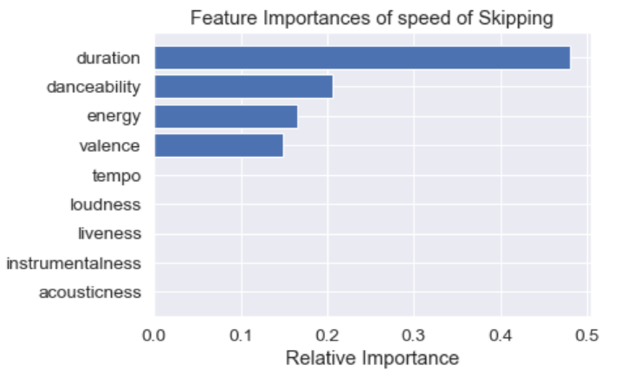 Feature Importances of speed of Skipping
duration
danceability
energy
valence
tempo
loudness
liveness
instrumentalness
acousticness
0.0 0.1 0.2 0.3 0.4 0.5
Relative Importance